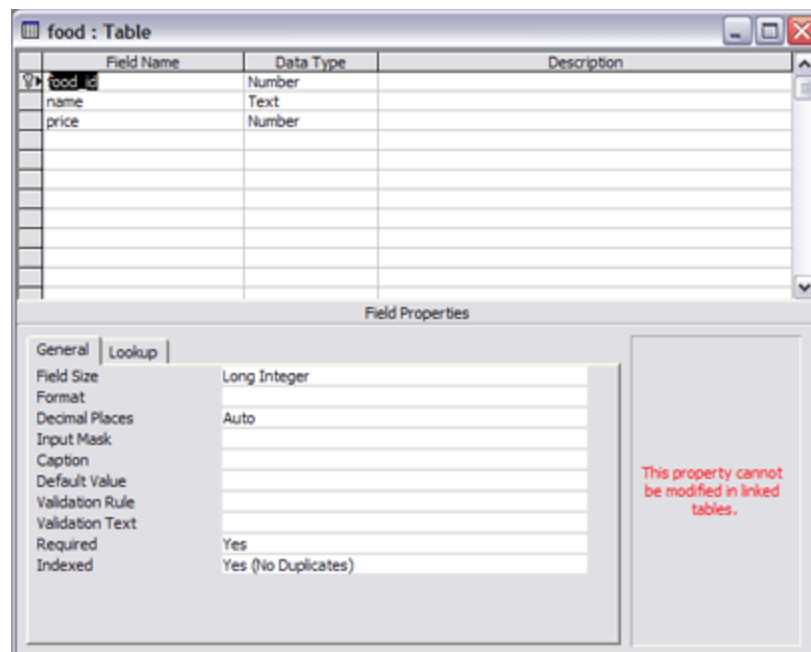 food : Table
Field Name Data Type Description
food_id Number
name Text
price Number
Field Properties
General Lookup
Field Size Long Integer
Format
Decimal Places Auto
Input Mask
Caption
Default Value
Validation Rule
Validation Text
Required Yes
Indexed Yes (No Duplicates)
This property cannot
be modified in linked
tables.